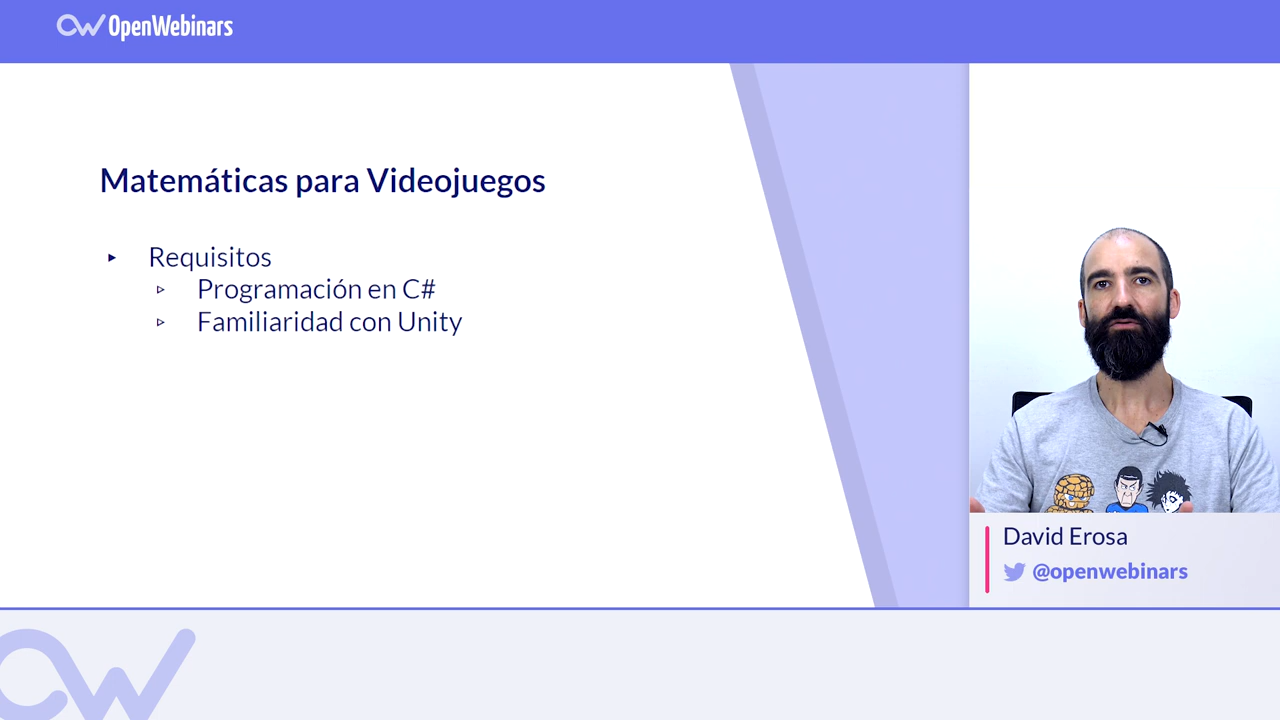 OpenWebinars
Matemáticas para Videojuegos
Requisitos
Programación en C#
Familiaridad con Unity
David Erosa
@openwebinars